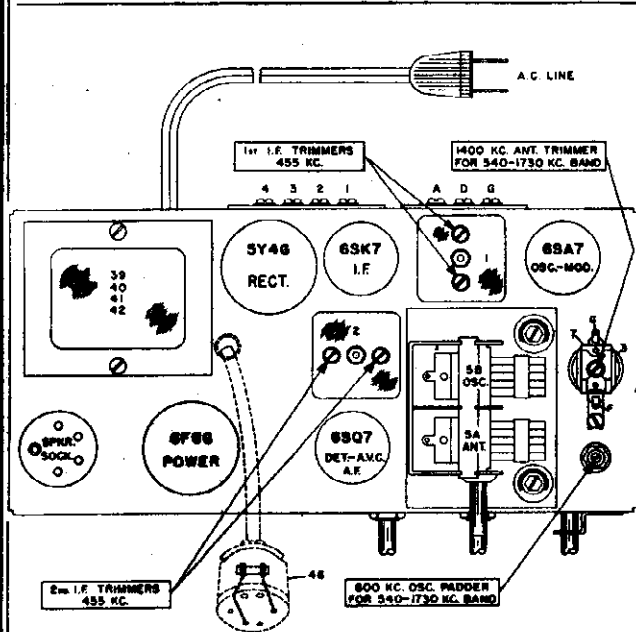 A.C. LINE
1st I.F. TRIMMERS
455 KC.
1400 KC. ANT. TRIMMER
FOR 540-1730 KC. BAND
4 3 2 1
A D G
5Y4G
RECT.
6SK7
I.F.
1
6SA7
OSC.-MOD.
39
40
41
42
2
5B
OSC.
5A
ANT.
3
SPKR.
SOCK.
6F6G
POWER
6SQ7
DET.-A.V.C.
A.F.
46
2nd I.F. TRIMMERS
455 KC.
600 KC. OSC. PADDER
FOR 540-1730 KC. BAND